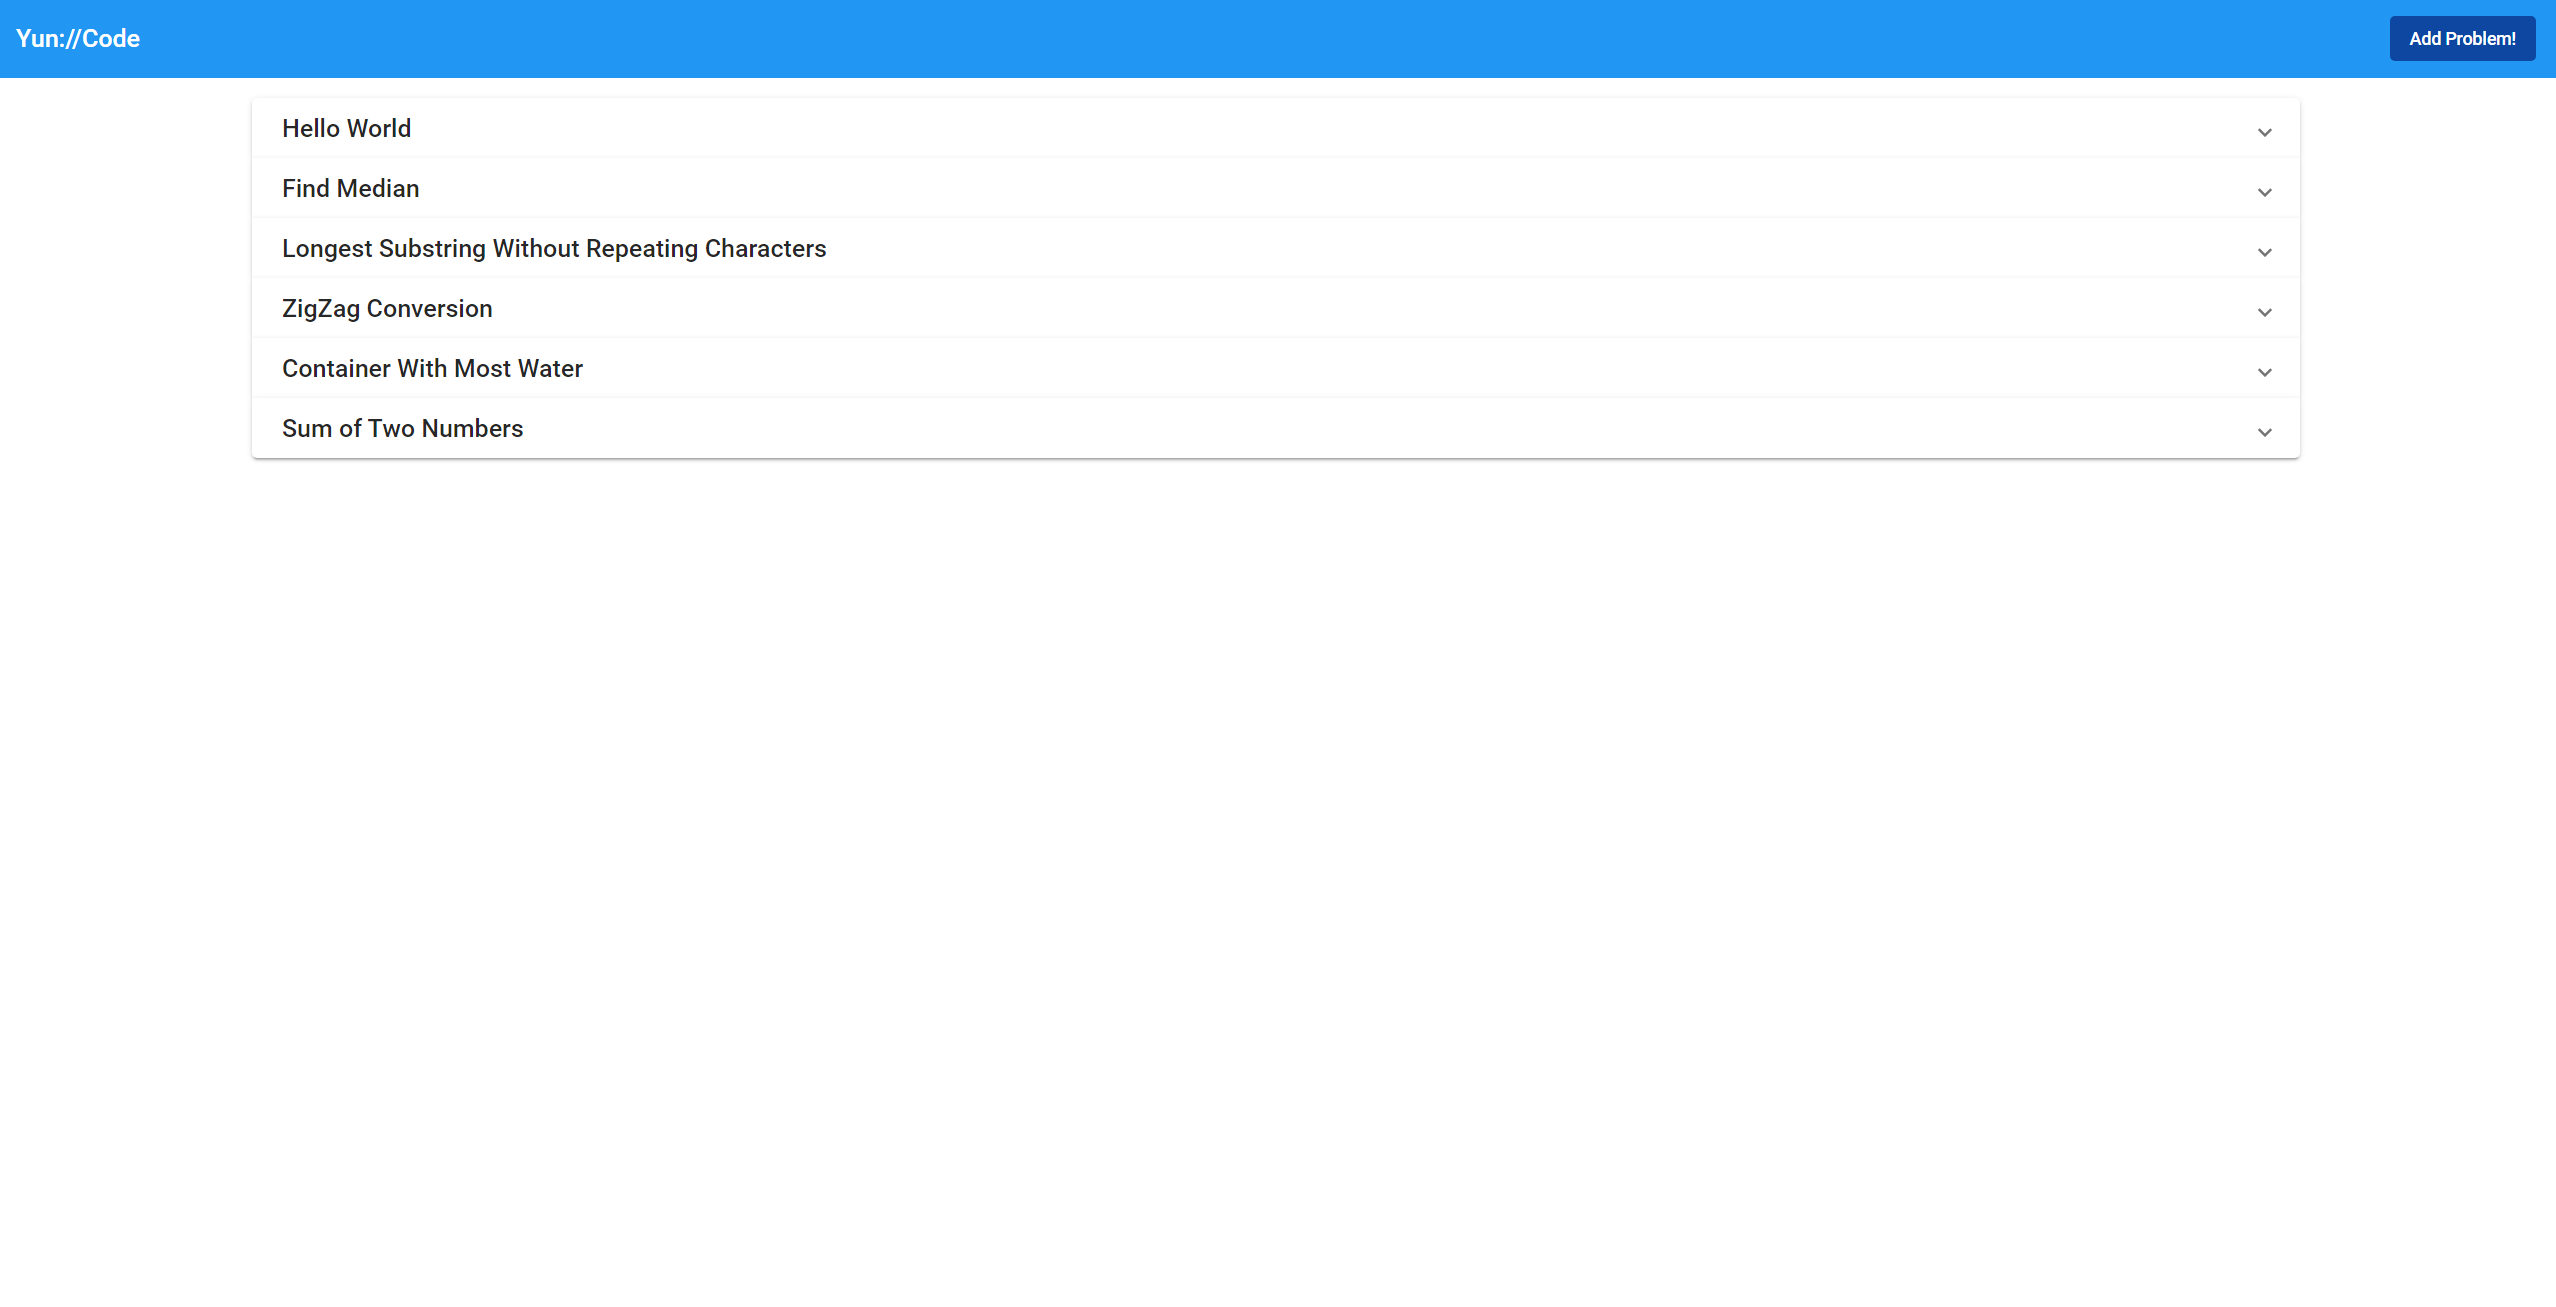 Yun://Code
Add Problem!
Hello World
Find Median
Longest Substring Without Repeating Characters
ZigZag Conversion
Container With Most Water
Sum of Two Numbers